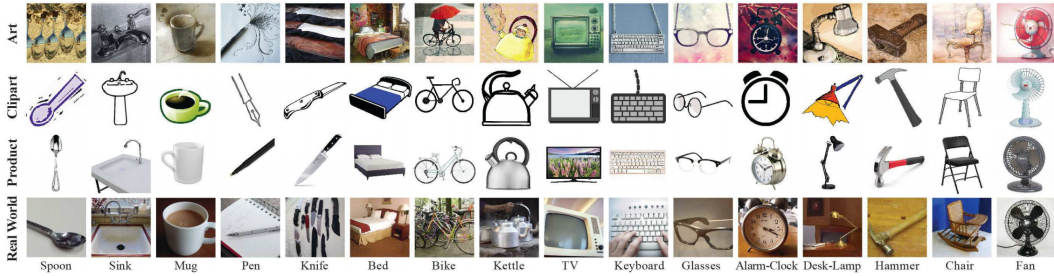 Art
Clipart
Product
Real World
Spoon Sink Mug Pen Knife Bed Bike Kettle TV Keyboard Glasses Alarm-Clock Desk-Lamp Hammer Chair Fan